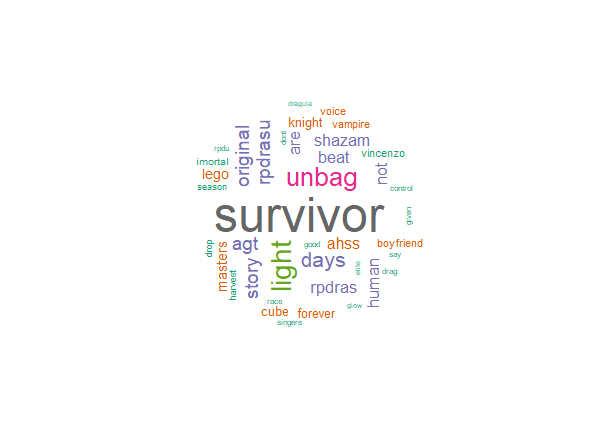 dragula
voice
knight
vampire
dont
are
shazam
original
rpdrasu
rpdu
beat
vincenzo
imortal
lego
unbag
not
season
control
survivor
given
drop
masters
agt
light
good
ahss
boyfriend
say
story
days
elite
human
drag
harvest
rpdras
race
cube
forever
glow
singers